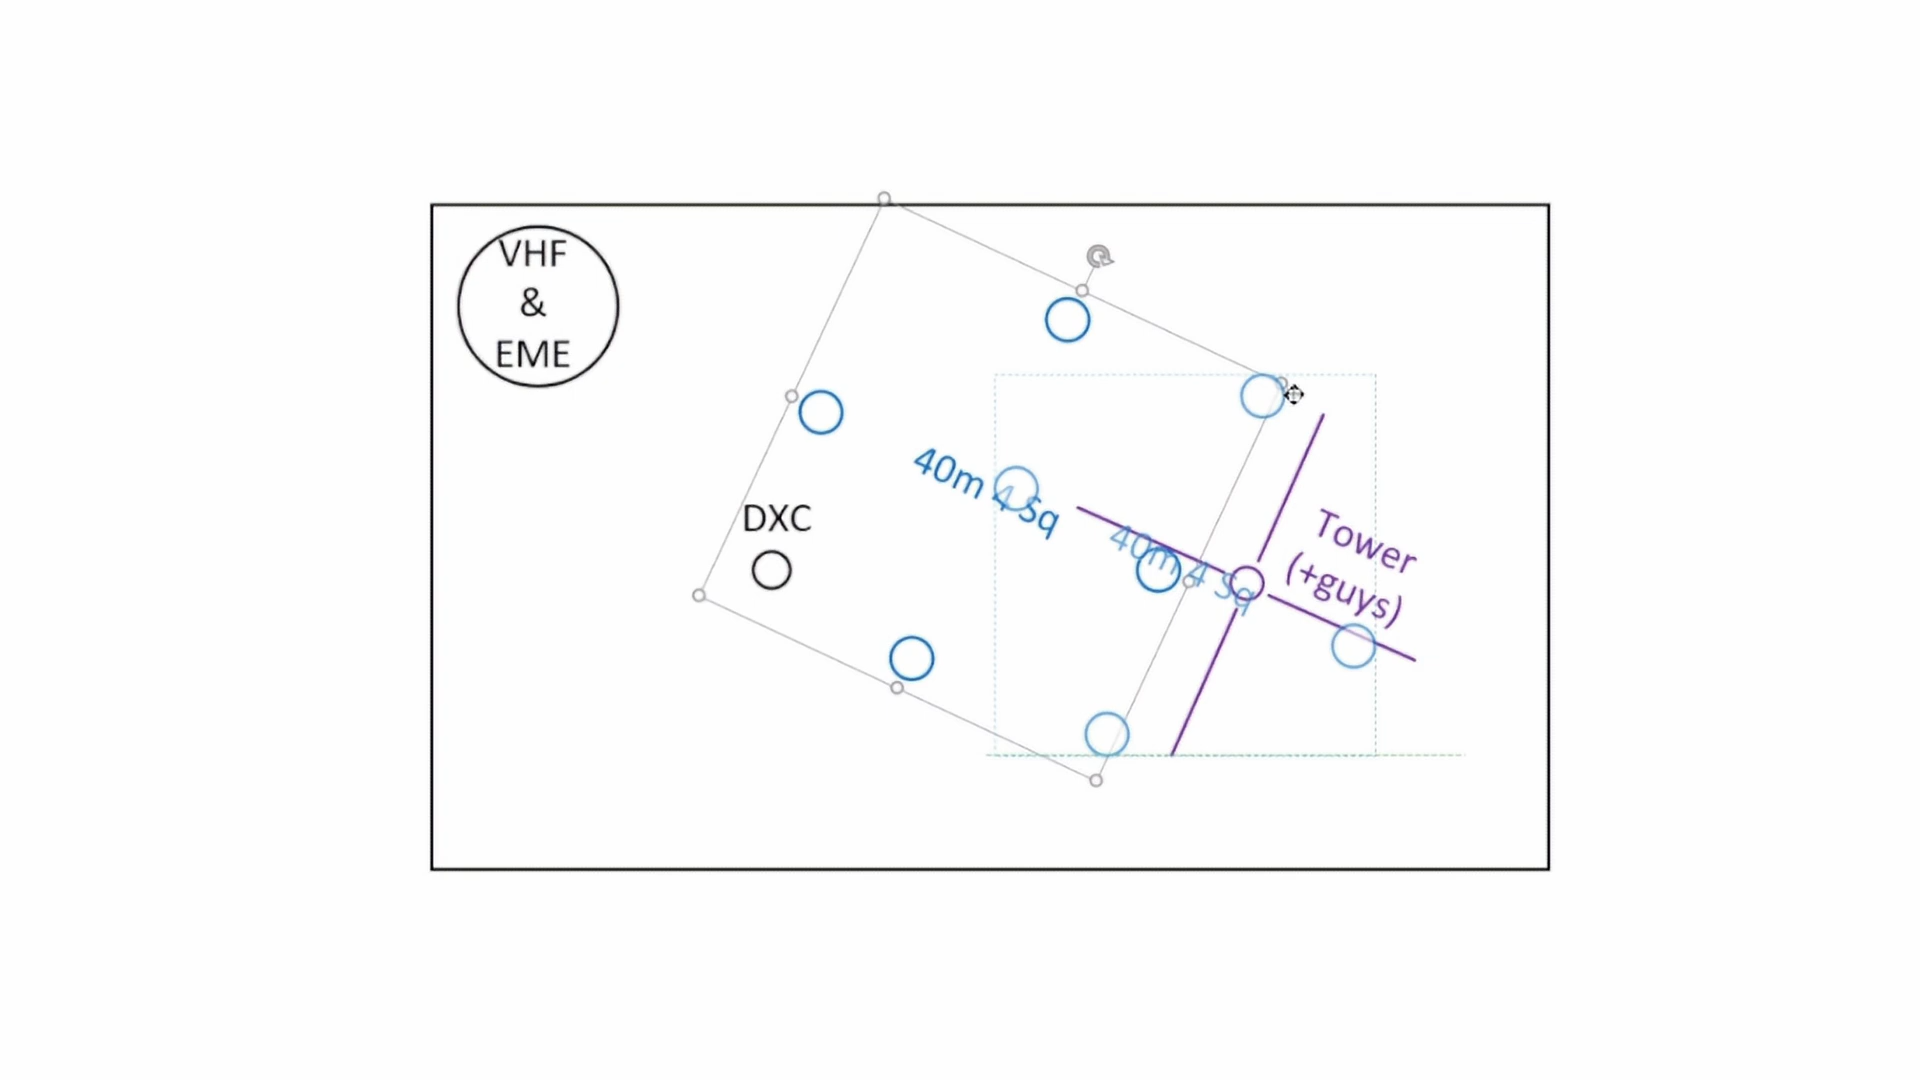 VHF
&
EME
DXC
40m 4 Sq
40m 4 Sq
Tower
(+guys)